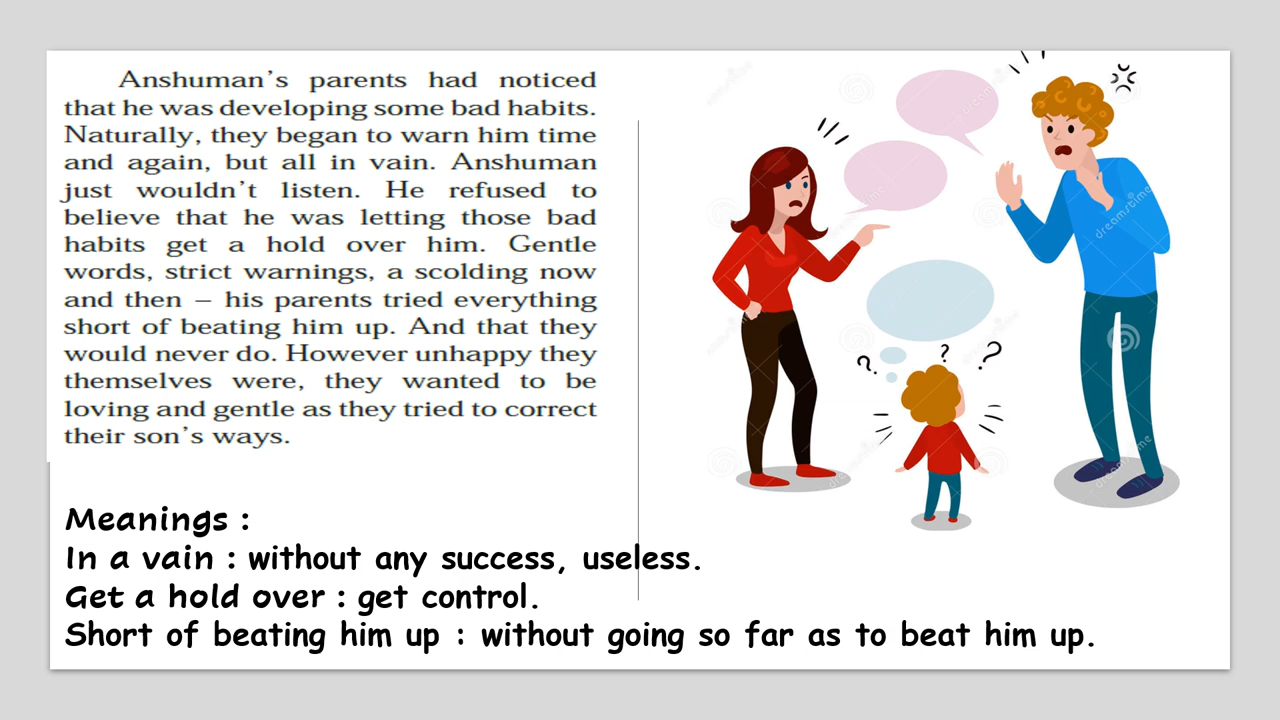 Anshuman's parents had noticed
that he was developing some bad habits.
Naturally, they began to warn him time
and again, but all in vain. Anshuman
just wouldn't listen. He refused to
believe that he was letting those bad
habits get a hold over him. Gentle
words, strict warnings, a scolding now
and then – his parents tried everything
short of beating him up. And that they
would never do. However unhappy they
themselves were, they wanted to be
loving and gentle as they tried to correct
their son's ways.
? ? ?
Meanings :
In a vain : without any success, useless.
Get a hold over : get control.
Short of beating him up : without going so far as to beat him up.
dreamstime